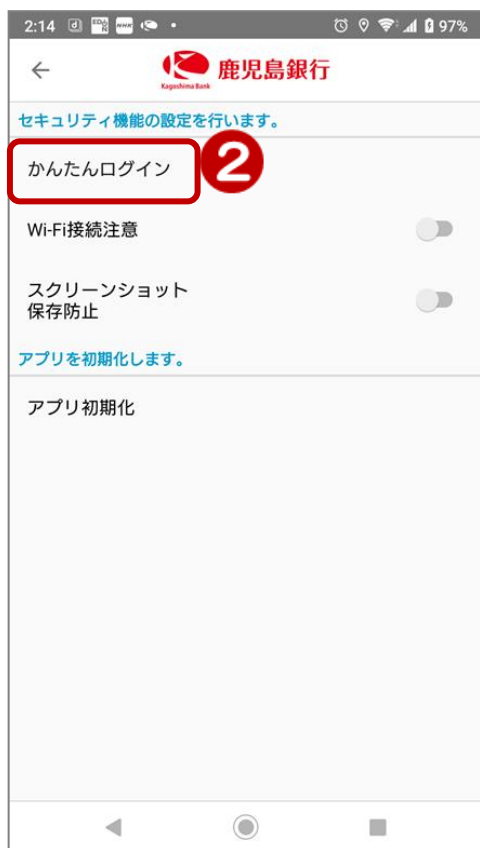 2:14 97%
鹿児島銀行
Kagoshima Bank
セキュリティ機能の設定を行います。
かんたんログイン
2
Wi-Fi接続注意
スクリーンショット
保存防止
アプリを初期化します。
アプリ初期化